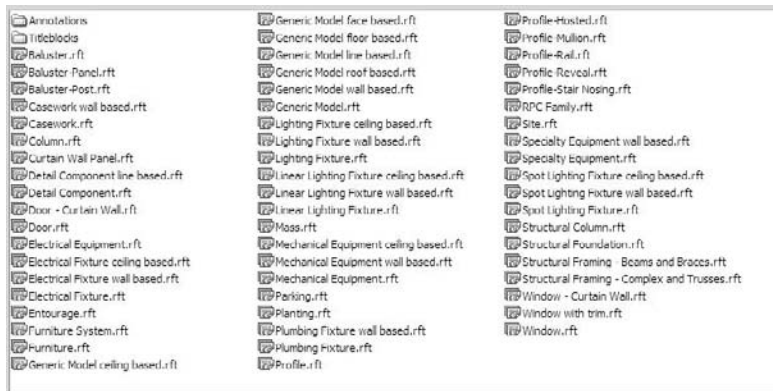 Annotations
Titleblocks
Baluster.rft
Baluster-Panel.rft
Baluster-Post.rft
Casework wall based.rft
Casework.rft
Column.rft
Curtain Wall Panel.rft
Detail Component line based.rft
Detail Component.rft
Door - Curtain Wall.rft
Door.rft
Electrical Equipment.rft
Electrical Fixture ceiling based.rft
Electrical Fixture wall based.rft
Electrical Fixture.rft
Entourage.rft
Furniture System.rft
Furniture.rft
Generic Model ceiling based.rft
Generic Model face based.rft
Generic Model floor based.rft
Generic Model line based.rft
Generic Model roof based.rft
Generic Model wall based.rft
Generic Model.rft
Lighting Fixture ceiling based.rft
Lighting Fixture wall based.rft
Lighting Fixture.rft
Linear Lighting Fixture ceiling based.rft
Linear Lighting Fixture wall based.rft
Linear Lighting Fixture.rft
Mass.rft
Mechanical Equipment ceiling based.rft
Mechanical Equipment wall based.rft
Mechanical Equipment.rft
Parking.rft
Planting.rft
Plumbing Fixture wall based.rft
Plumbing Fixture.rft
Profile.rft
Profile-Hosted.rft
Profile-Mullion.rft
Profile-Rail.rft
Profile-Reveal.rft
Profile-Stair Nosing.rft
RPC Family.rft
Site.rft
Specialty Equipment wall based.rft
Specialty Equipment.rft
Spot Lighting Fixture ceiling based.rft
Spot Lighting Fixture wall based.rft
Spot Lighting Fixture.rft
Structural Column.rft
Structural Foundation.rft
Structural Framing - Beams and Braces.rft
Structural Framing - Complex and Trusses.rft
Window - Curtain Wall.rft
Window with trim.rft
Window.rft